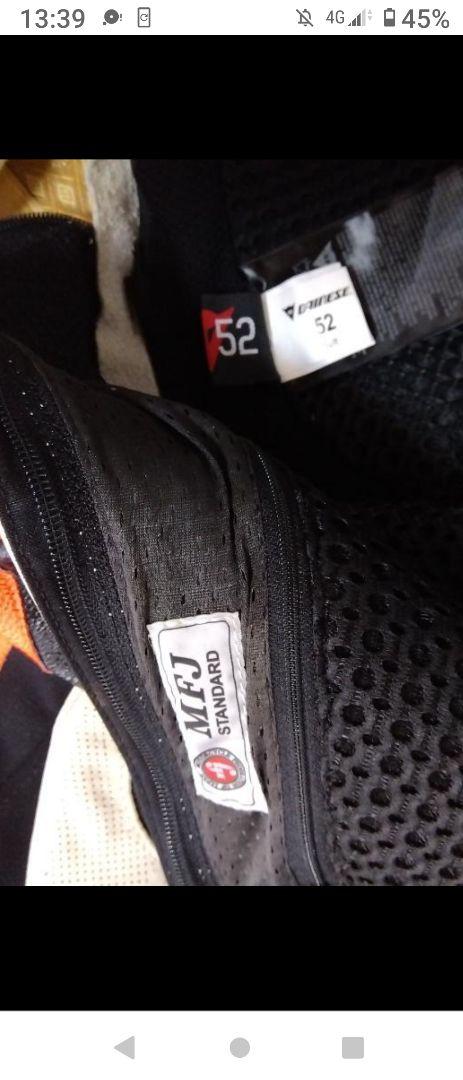 13:39
4G
45%
52
DAINESE
52
MFJ
STANDARD